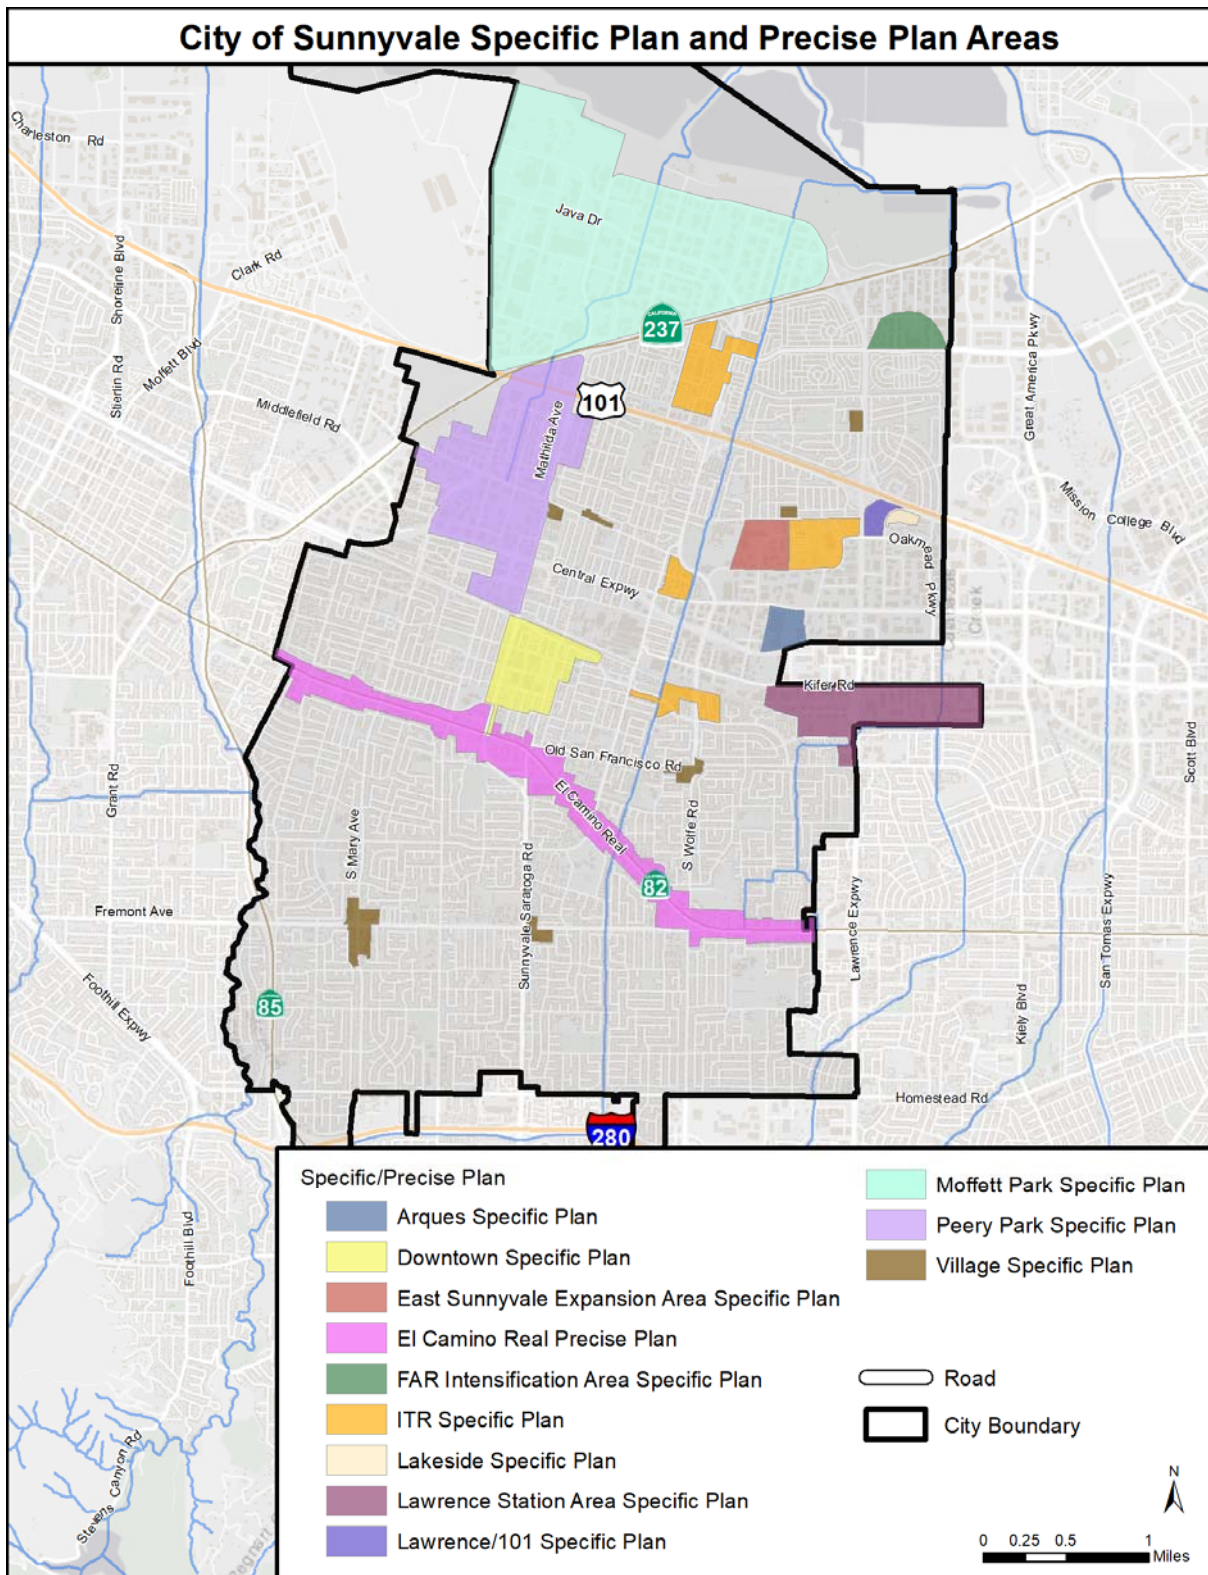 City of Sunnyvale Specific Plan and Precise Plan Areas
Charleston Rd
Java Dr
Shoreline Blvd
Clark Rd
CALIFORNIA
237
Moffett Blvd
Stierlin Rd
Great America Pkwy
101
Middlefield Rd
Mathilda Ave
Mission College Blvd
Oakmead Pkwy
Central Expwy
Creek
Kifer Rd
Old San Francisco Rd
Scott Blvd
Grant Rd
El Camino Real
S Mary Ave
S Wolfe Rd
Sunnyvale Saratoga Rd
82
Fremont Ave
Lawrence Expwy
San Tomas Expwy
Foothill Expwy
85
Kiely Blvd
Homestead Rd
280
Foothill Blvd
Stevens Canyon Rd
Specific/Precise Plan
Arques Specific Plan
Downtown Specific Plan
East Sunnyvale Expansion Area Specific Plan
El Camino Real Precise Plan
FAR Intensification Area Specific Plan
ITR Specific Plan
Lakeside Specific Plan
Lawrence Station Area Specific Plan
Lawrence/101 Specific Plan
Moffett Park Specific Plan
Peery Park Specific Plan
Village Specific Plan
Road
City Boundary
N
0 0.25 0.5 1
Miles